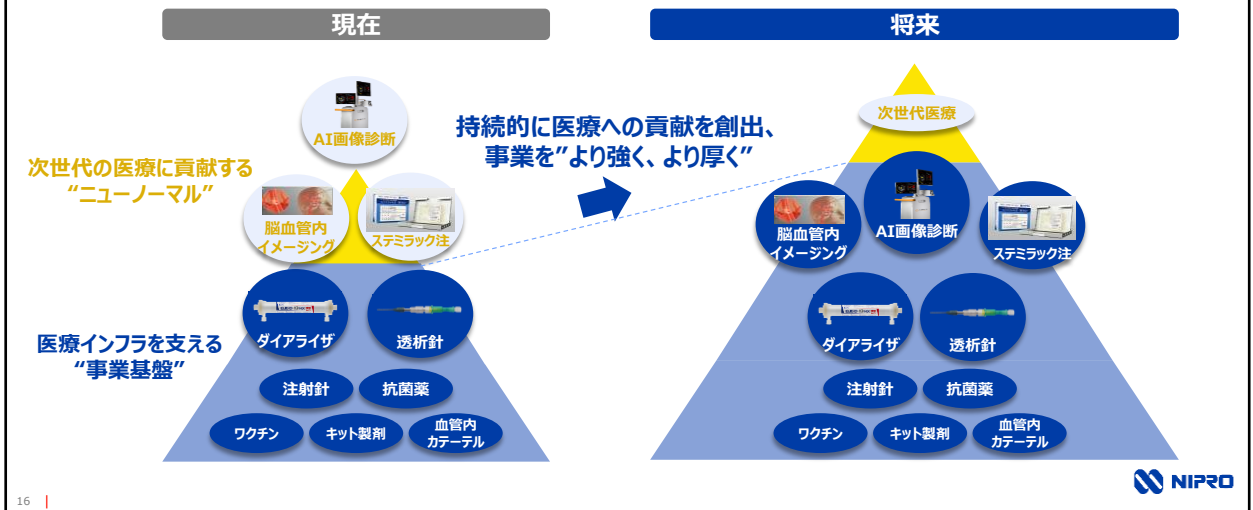 現在
将来
AI画像診断
次世代の医療に貢献する
“ニューノーマル”
脳血管内
イメージング
ステミラック注
持続的に医療への貢献を創出、
事業を”より強く、より厚く”
医療インフラを支える
“事業基盤”
ダイアライザ
透析針
注射針
抗菌薬
ワクチン
キット製剤
血管内
カテーテル
次世代医療
脳血管内
イメージング
AI画像診断
ステミラック注
ダイアライザ
透析針
注射針
抗菌薬
ワクチン
キット製剤
血管内
カテーテル
NIPRO
16 |